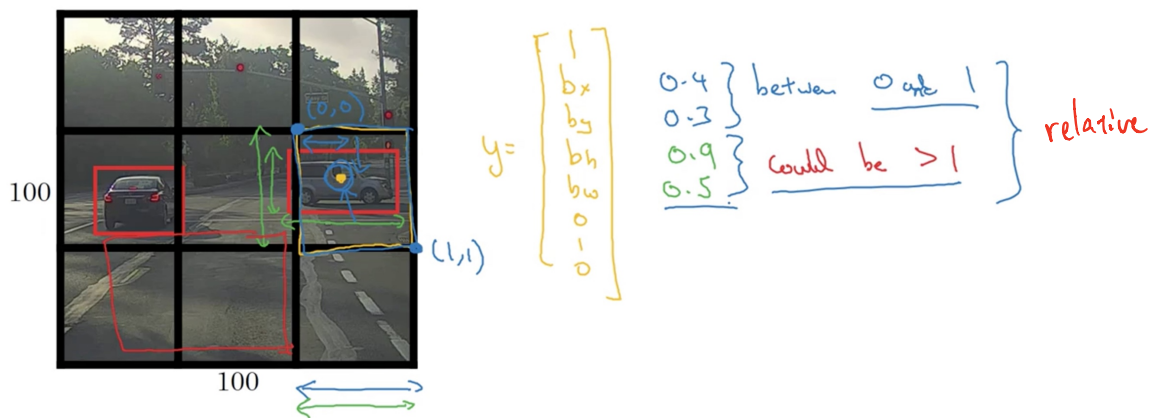 100
100
(0,0)
(1,1)
y=
1
bx
by
bh
bw
0
1
0
0.4
0.3
between 0 and 1
0.9
0.5
could be > 1
relative